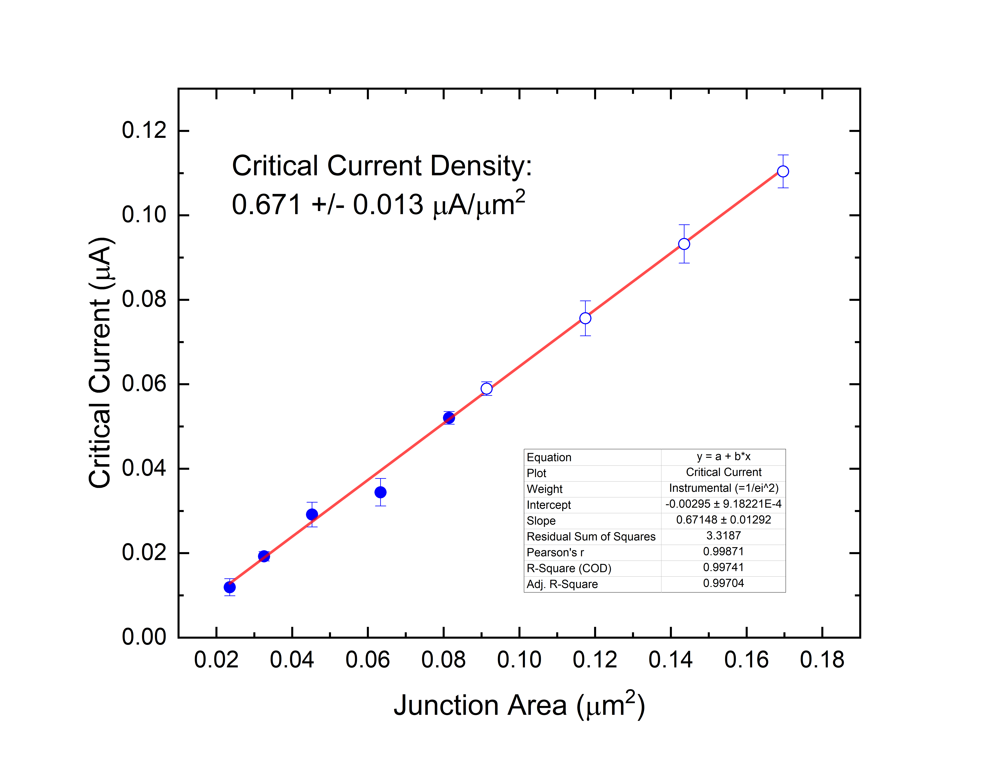 Critical Current Density:
0.671 +/- 0.013 μA/μm²
Critical Current (μA)
0.12
0.10
0.08
0.06
0.04
0.02
0.00
Equation y = a + b*x
Plot Critical Current
Weight Instrumental (=1/ei^2)
Intercept -0.00295 ± 9.18221E-4
Slope 0.67148 ± 0.01292
Residual Sum of Squares 3.3187
Pearson's r 0.99871
R-Square (COD) 0.99741
Adj. R-Square 0.99704
0.02 0.04 0.06 0.08 0.10 0.12 0.14 0.16 0.18
Junction Area (μm²)